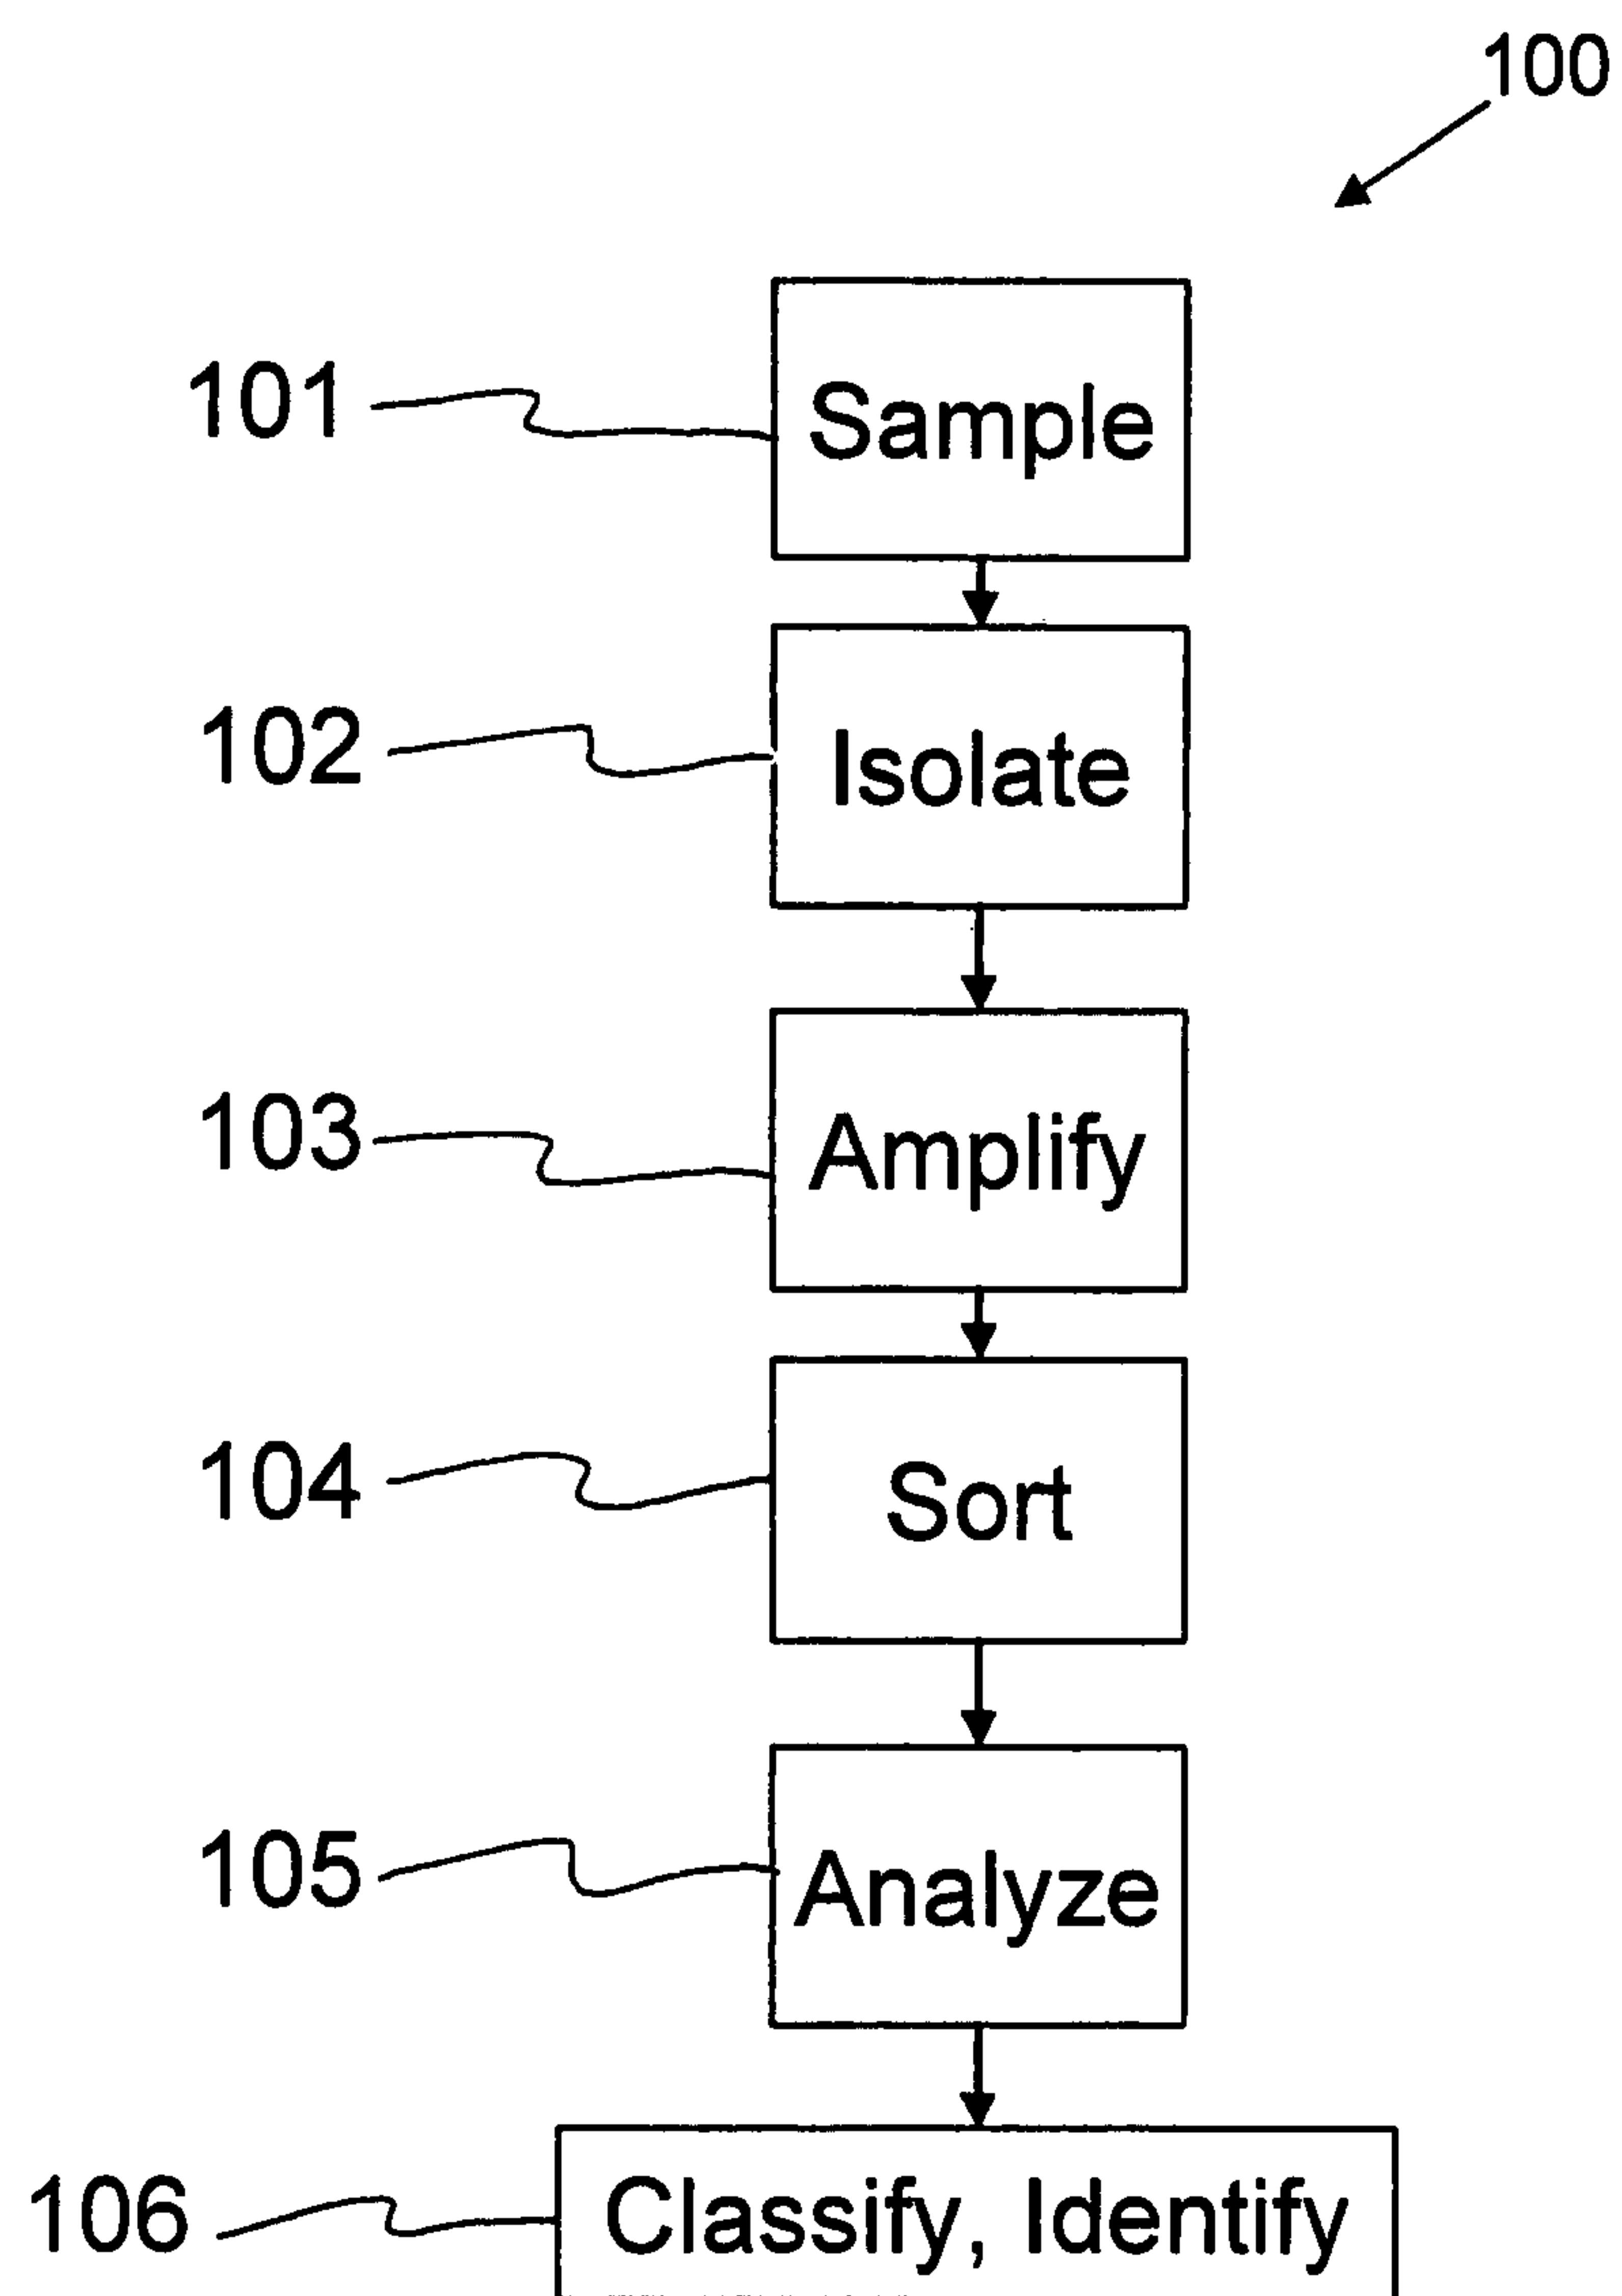 100
101
Sample
102
Isolate
103
Amplify
104
Sort
105
Analyze
106
Classify, Identify